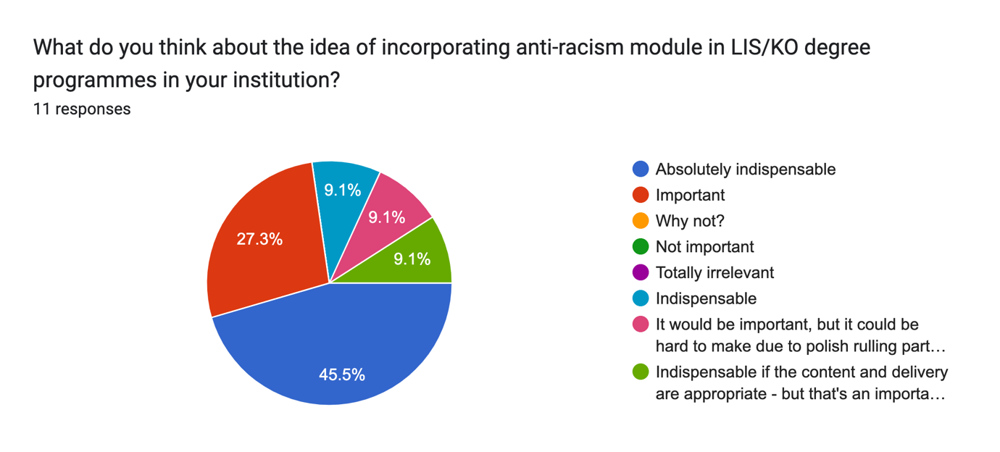 What do you think about the idea of incorporating anti-racism module in LIS/KO degree
programmes in your institution?
11 responses
9.1%
9.1%
27.3%
9.1%
45.5%
Absolutely indispensable
Important
Why not?
Not important
Totally irrelevant
Indispensable
It would be important, but it could be
hard to make due to polish rulling part…
Indispensable if the content and delivery
are appropriate - but that's an importa…